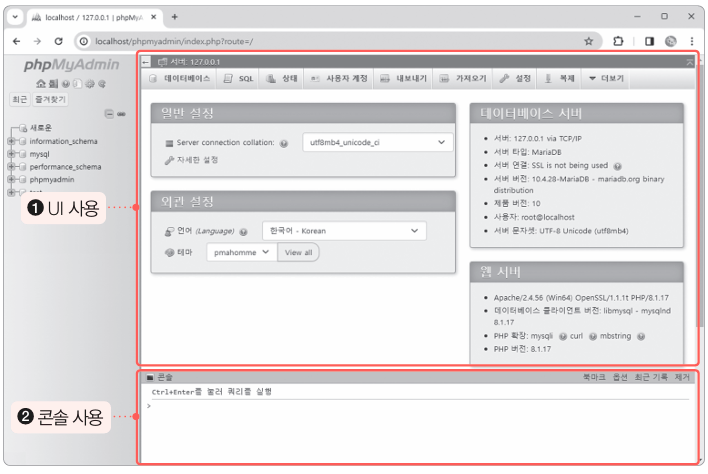 localhost / 127.0.0.1 | phpMyA
localhost/phpmyadmin/index.php?route=/
phpMyAdmin
최근 즐겨찾기
새로운
information_schema
mysql
performance_schema
phpmyadmin
서버: 127.0.0.1
데이터베이스 SQL 상태 사용자 계정 내보내기 가져오기 설정 복제 더보기
일반 설정
Server connection collation: utf8mb4_unicode_ci
자세한 설정
외관 설정
언어 (Language) 한국어 - Korean
테마 pmahomme View all
데이터베이스 서버
• 서버: 127.0.0.1 via TCP/IP
• 서버 타입: MariaDB
• 서버 연결: SSL is not being used
• 서버 버전: 10.4.28-MariaDB - mariadb.org binary
distribution
• 제품 버전: 10
• 사용자: root@localhost
• 서버 문자셋: UTF-8 Unicode (utf8mb4)
웹 서버
• Apache/2.4.56 (Win64) OpenSSL/1.1.1t PHP/8.1.17
• 데이터베이스 클라이언트 버전: libmysql - mysqlnd
8.1.17
• PHP 확장: mysqli curl mbstring
• PHP 버전: 8.1.17
❶ UI 사용
콘솔 북마크 옵션 최근 기록 제거
Ctrl+Enter를 눌러 쿼리를 실행
>
❷ 콘솔 사용